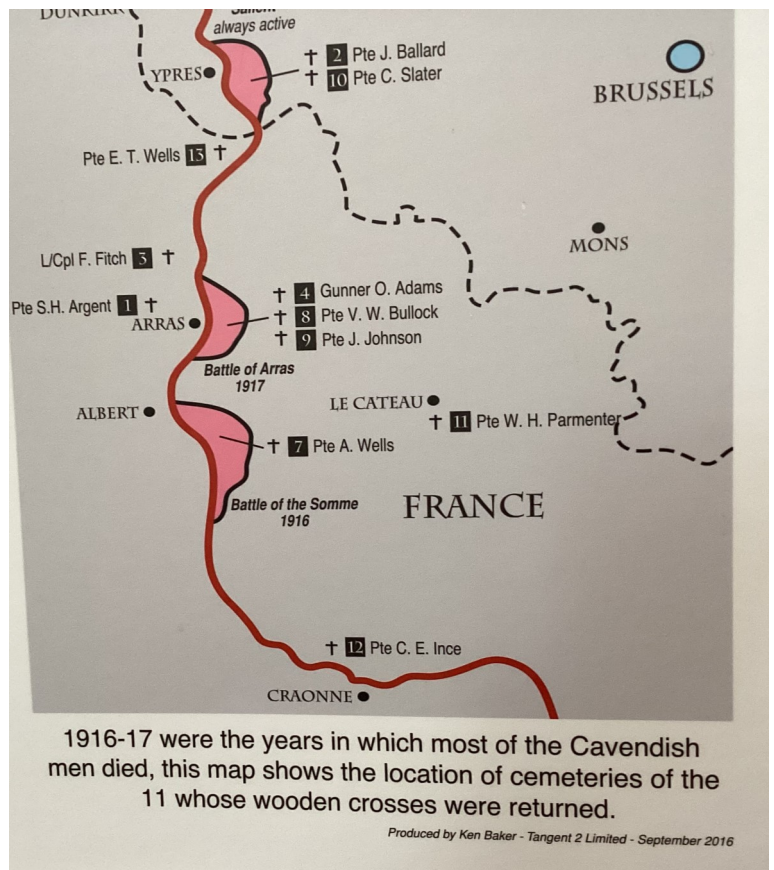 DUNKIRK
Salient
always active
YPRES
2 Pte J. Ballard
10 Pte C. Slater
BRUSSELS
Pte E. T. Wells 13
MONS
L/Cpl F. Fitch 3
Pte S.H. Argent 1
ARRAS
4 Gunner O. Adams
8 Pte V. W. Bullock
9 Pte J. Johnson
Battle of Arras
1917
ALBERT
LE CATEAU
11 Pte W. H. Parmenter
7 Pte A. Wells
Battle of the Somme
1916
FRANCE
12 Pte C. E. Ince
CRAONNE
1916-17 were the years in which most of the Cavendish
men died, this map shows the location of cemeteries of the
11 whose wooden crosses were returned.
Produced by Ken Baker - Tangent 2 Limited - September 2016